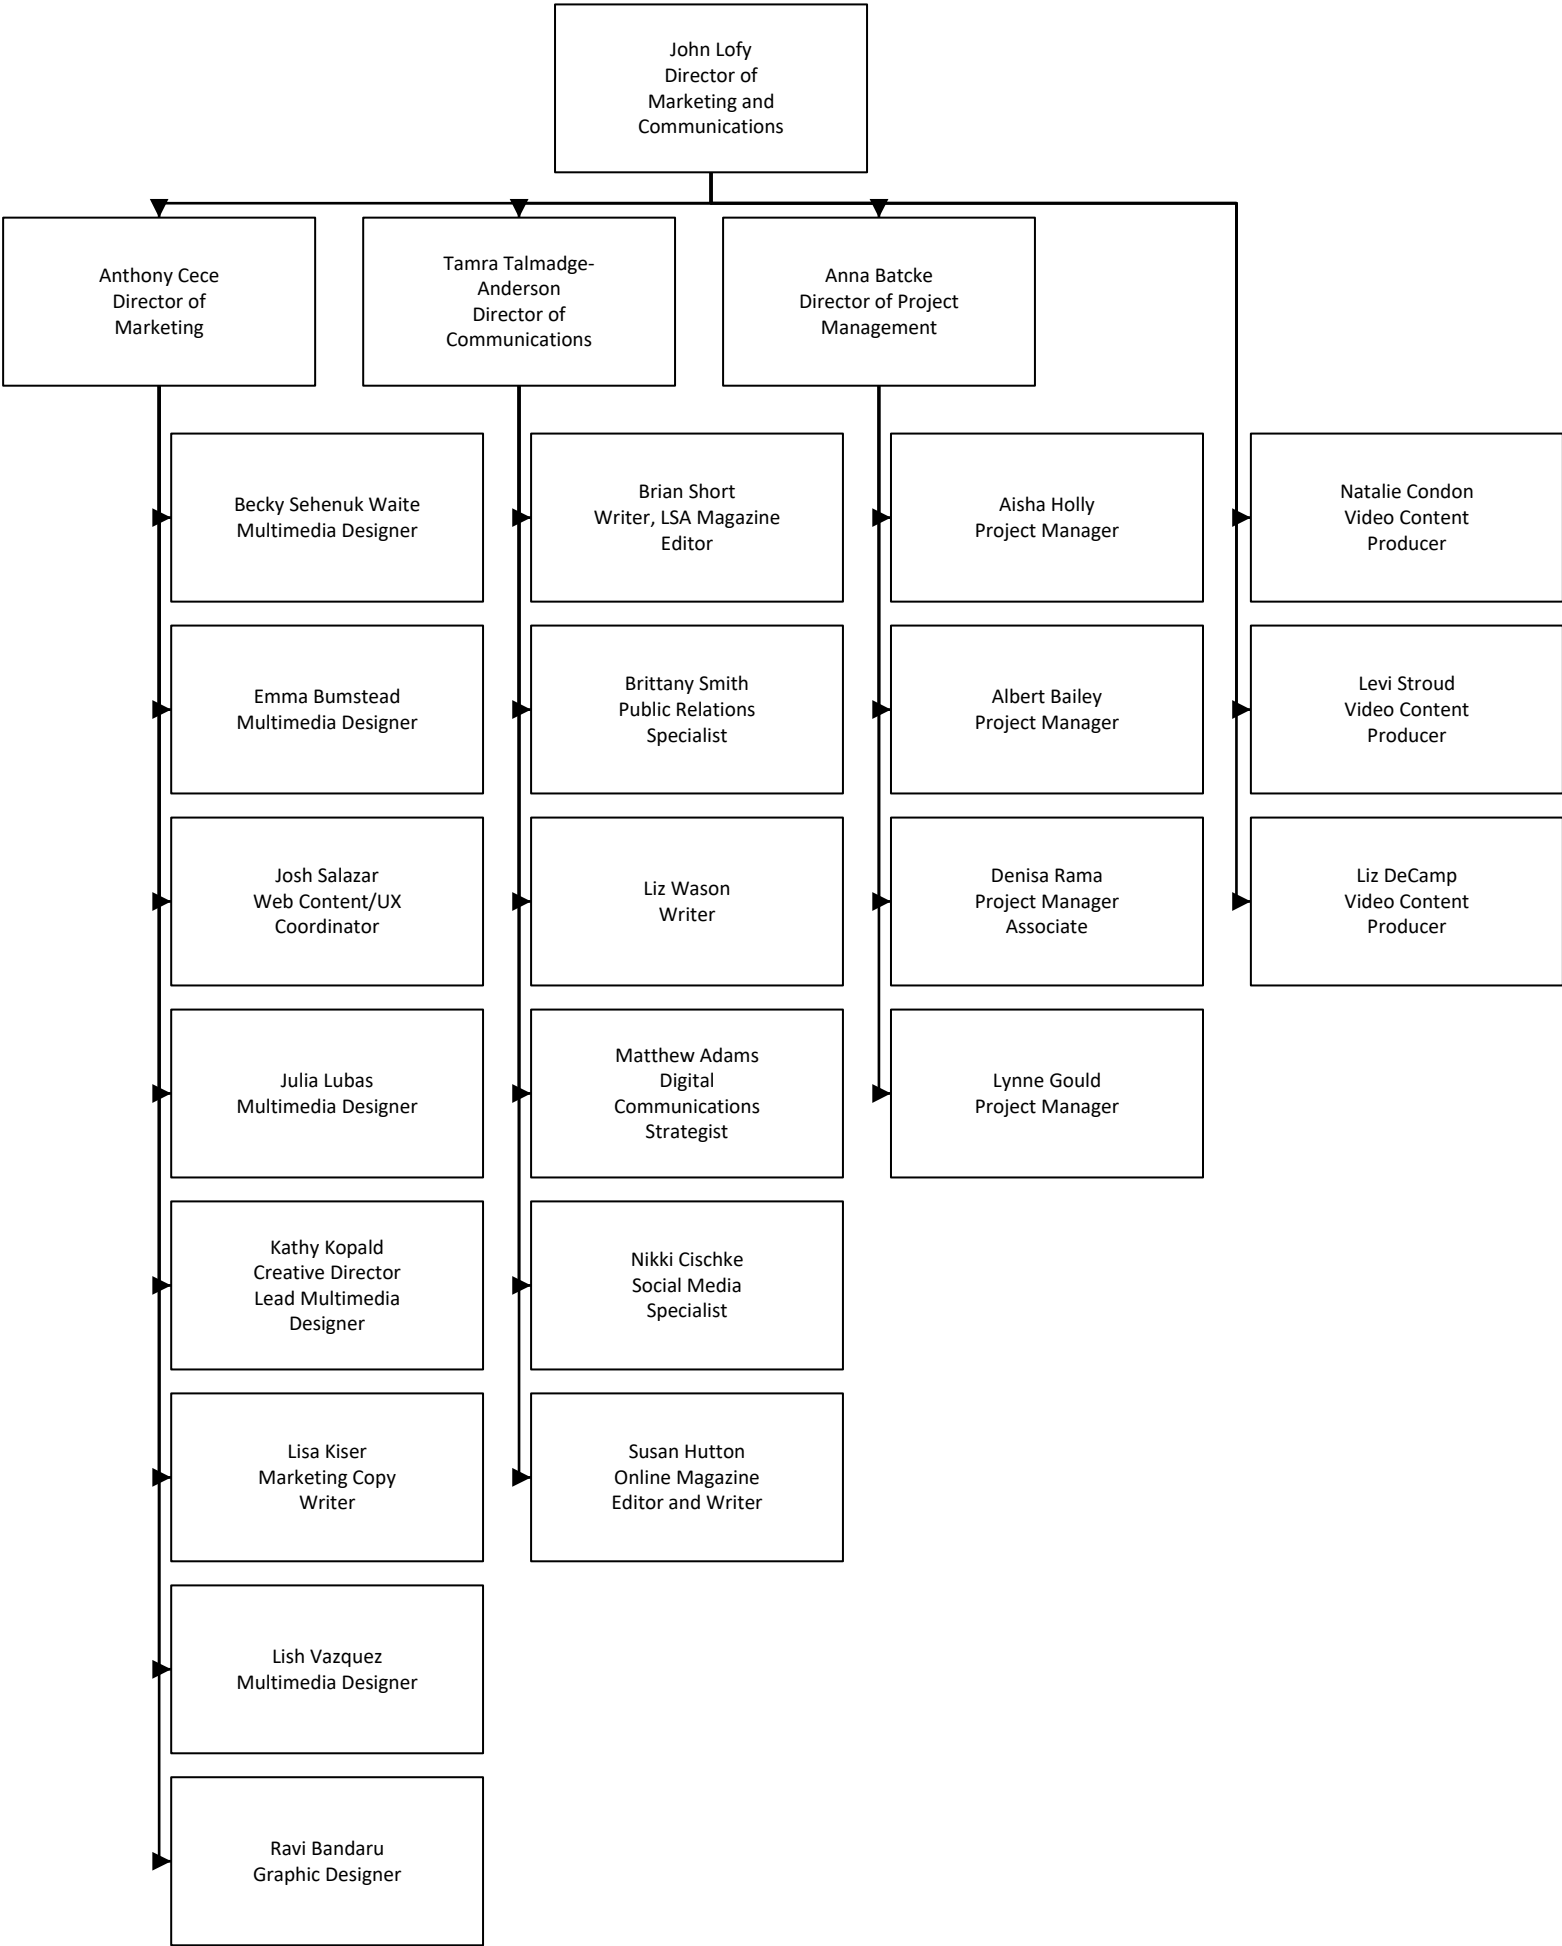 John Lofy
Director of
Marketing and
Communications
Anthony Cece
Director of
Marketing
Tamra Talmadge-
Anderson
Director of
Communications
Anna Batcke
Director of Project
Management
Becky Sehenuk Waite
Multimedia Designer
Brian Short
Writer, LSA Magazine
Editor
Aisha Holly
Project Manager
Natalie Condon
Video Content
Producer
Emma Bumstead
Multimedia Designer
Brittany Smith
Public Relations
Specialist
Albert Bailey
Project Manager
Levi Stroud
Video Content
Producer
Josh Salazar
Web Content/UX
Coordinator
Liz Wason
Writer
Denisa Rama
Project Manager
Associate
Liz DeCamp
Video Content
Producer
Julia Lubas
Multimedia Designer
Matthew Adams
Digital
Communications
Strategist
Lynne Gould
Project Manager
Kathy Kopald
Creative Director
Lead Multimedia
Designer
Nikki Cischke
Social Media
Specialist
Lisa Kiser
Marketing Copy
Writer
Susan Hutton
Online Magazine
Editor and Writer
Lish Vazquez
Multimedia Designer
Ravi Bandaru
Graphic Designer